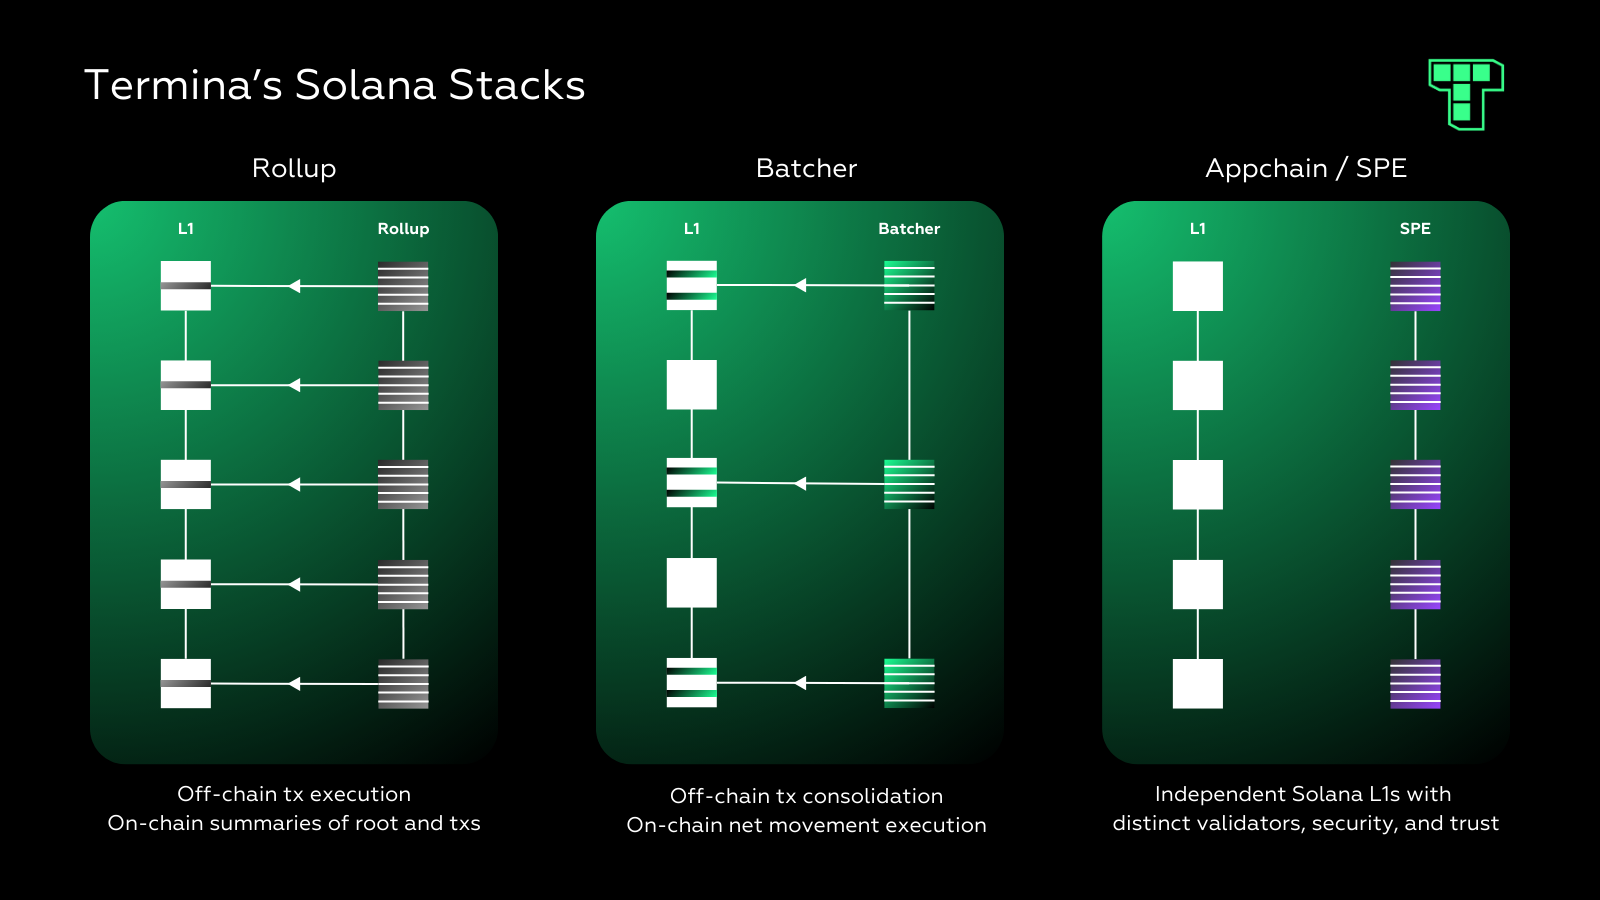 Termina’s Solana Stacks
Rollup
L1
Rollup
Off-chain tx execution
On-chain summaries of root and txs
Batcher
L1
Batcher
Off-chain tx consolidation
On-chain net movement execution
Appchain / SPE
L1
SPE
Independent Solana L1s with
distinct validators, security, and trust